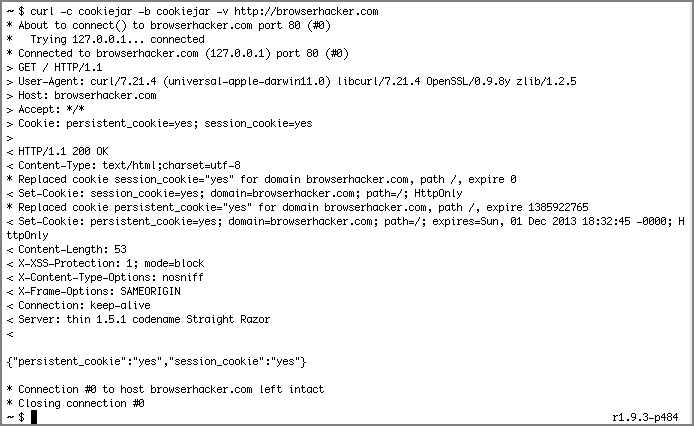 ~ $ curl -c cookiejar -b cookiejar -v http://browserhacker.com
* About to connect() to browserhacker.com port 80 (#0)
*   Trying 127.0.0.1... connected
* Connected to browserhacker.com (127.0.0.1) port 80 (#0)
> GET / HTTP/1.1
> User-Agent: curl/7.21.4 (universal-apple-darwin11.0) libcurl/7.21.4 OpenSSL/0.9.8y zlib/1.2.5
> Host: browserhacker.com
> Accept: */*
> Cookie: persistent_cookie=yes; session_cookie=yes
>
< HTTP/1.1 200 OK
< Content-Type: text/html;charset=utf-8
* Replaced cookie session_cookie="yes" for domain browserhacker.com, path /, expire 0
< Set-Cookie: session_cookie=yes; domain=browserhacker.com; path=/; HttpOnly
* Replaced cookie persistent_cookie="yes" for domain browserhacker.com, path /, expire 1385922765
< Set-Cookie: persistent_cookie=yes; domain=browserhacker.com; path=/; expires=Sun, 01 Dec 2013 18:32:45 -0000; H
ttpOnly
< Content-Length: 53
< X-XSS-Protection: 1; mode=block
< X-Content-Type-Options: nosniff
< X-Frame-Options: SAMEORIGIN
< Connection: keep-alive
< Server: thin 1.5.1 codename Straight Razor
<
{"persistent_cookie":"yes","session_cookie":"yes"}
* Connection #0 to host browserhacker.com left intact
* Closing connection #0
~ $ r1.9.3-p484